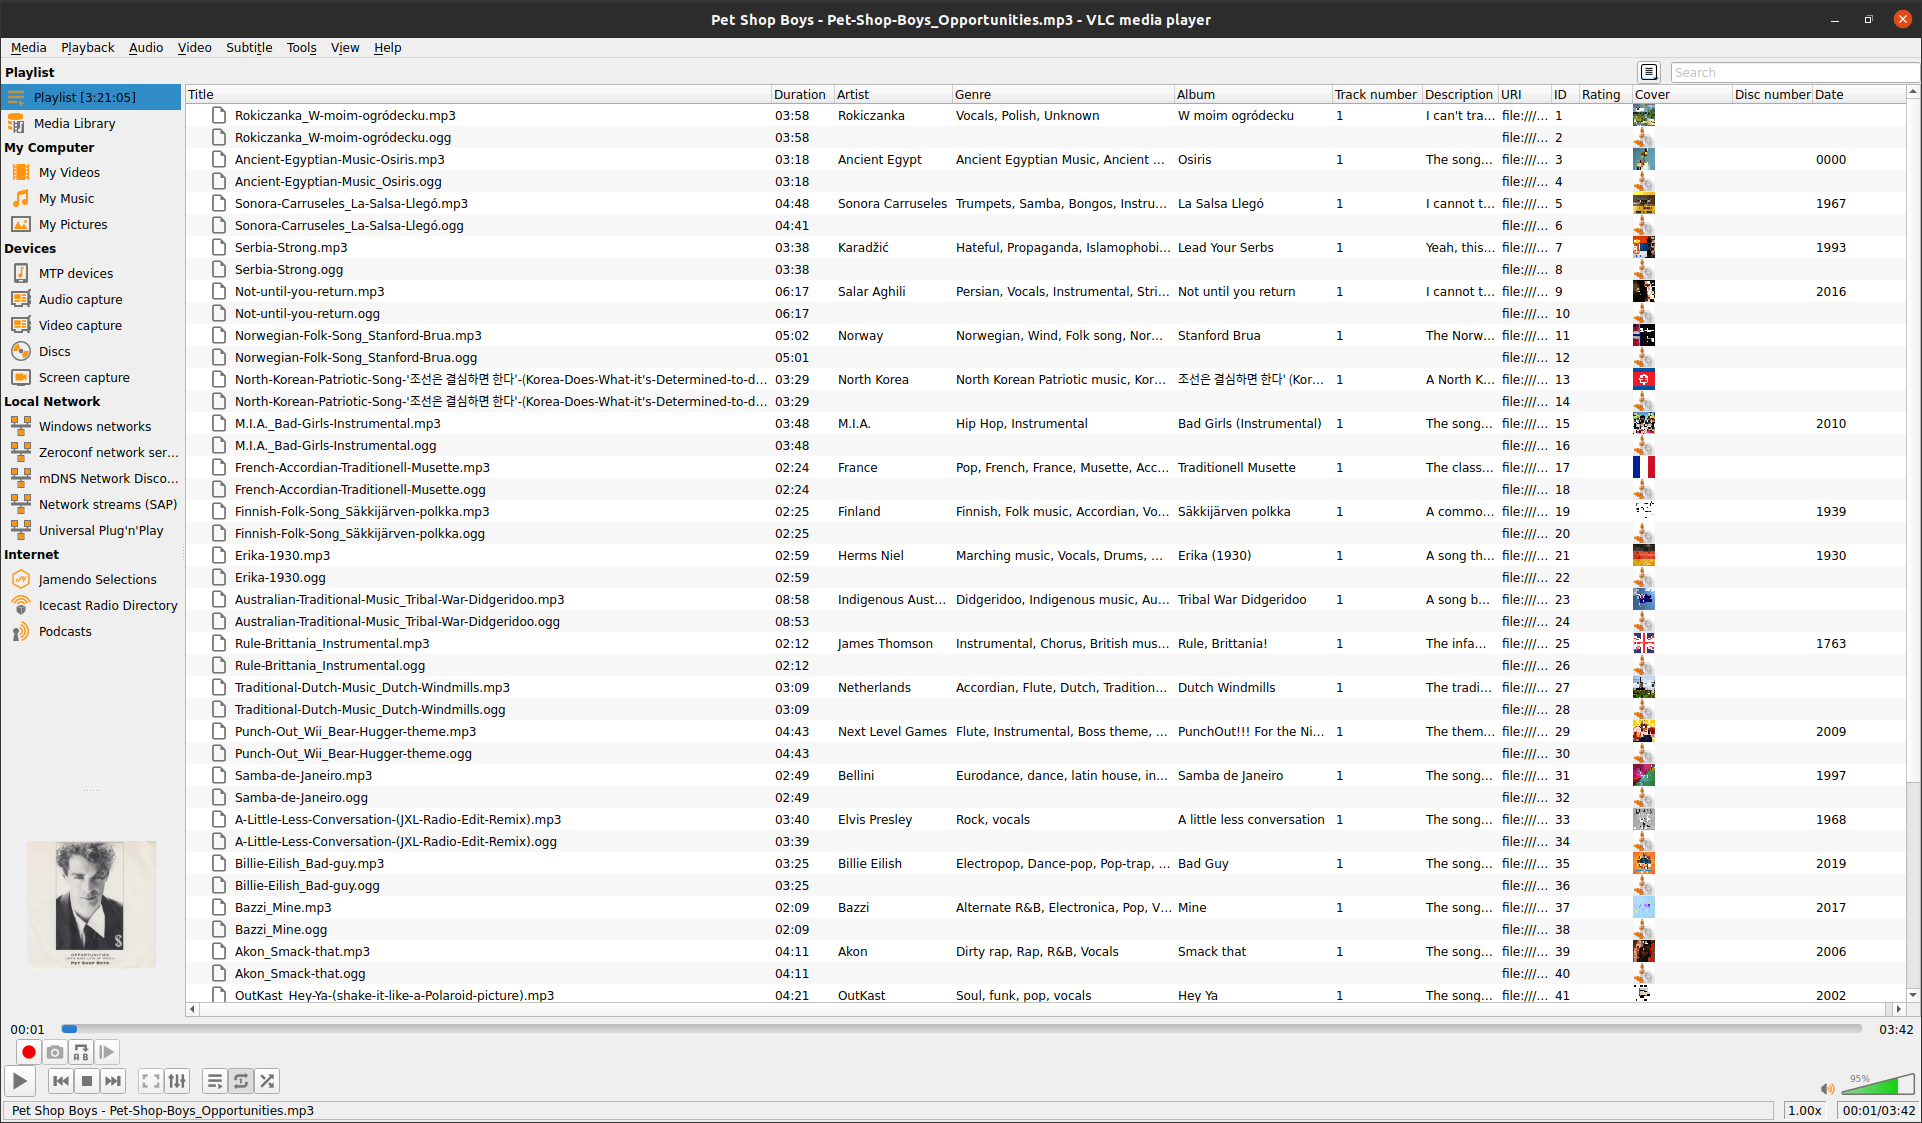 Pet Shop Boys - Pet-Shop-Boys_Opportunities.mp3 - VLC media player
Media Playback Audio Video Subtitle Tools View Help
Playlist
Search
Playlist [3:21:05]
Media Library
My Computer
My Videos
My Music
My Pictures
Devices
MTP devices
Audio capture
Video capture
Discs
Screen capture
Local Network
Windows networks
Zeroconf network ser...
mDNS Network Disco...
Network streams (SAP)
Universal Plug'n'Play
Internet
Jamendo Selections
Icecast Radio Directory
Podcasts
Title Duration Artist Genre Album Track number Description URI ID Rating Cover Disc number Date
Rokiczanka_W-moim-ogródecku.mp3 03:58 Rokiczanka Vocals, Polish, Unknown W moim ogródecku 1 I can't tra... file:///... 1
Rokiczanka_W-moim-ogródecku.ogg 03:58 file:///... 2
Ancient-Egyptian-Music-Osiris.mp3 03:18 Ancient Egypt Ancient Egyptian Music, Ancient ... Osiris 1 The song... file:///... 3 0000
Ancient-Egyptian-Music_Osiris.ogg 03:18 file:///... 4
Sonora-Carruseles_La-Salsa-Llegó.mp3 04:48 Sonora Carruseles Trumpets, Samba, Bongos, Instru... La Salsa Llegó 1 I cannot t... file:///... 5 1967
Sonora-Carruseles_La-Salsa-Llegó.ogg 04:41 file:///... 6
Serbia-Strong.mp3 03:38 Karadžić Hateful, Propaganda, Islamophobi... Lead Your Serbs 1 Yeah, this... file:///... 7 1993
Serbia-Strong.ogg 03:38 file:///... 8
Not-until-you-return.mp3 06:17 Salar Aghili Persian, Vocals, Instrumental, Stri... Not until you return 1 I cannot t... file:///... 9 2016
Not-until-you-return.ogg 06:17 file:///... 10
Norwegian-Folk-Song_Stanford-Brua.mp3 05:02 Norway Norwegian, Wind, Folk song, Nor... Stanford Brua 1 The Norw... file:///... 11
Norwegian-Folk-Song_Stanford-Brua.ogg 05:01 file:///... 12
North-Korean-Patriotic-Song-'조선은 결심하면 한다'-(Korea-Does-What-it's-Determined-to-d... 03:29 North Korea North Korean Patriotic music, Kor... 조선은 결심하면 한다' (Kor... 1 A North K... file:///... 13
North-Korean-Patriotic-Song-'조선은 결심하면 한다'-(Korea-Does-What-it's-Determined-to-d... 03:29 file:///... 14
M.I.A._Bad-Girls-Instrumental.mp3 03:48 M.I.A. Hip Hop, Instrumental Bad Girls (Instrumental) 1 The song... file:///... 15 2010
M.I.A._Bad-Girls-Instrumental.ogg 03:48 file:///... 16
French-Accordian-Traditionell-Musette.mp3 02:24 France Pop, French, France, Musette, Acc... Traditionell Musette 1 The class... file:///... 17
French-Accordian-Traditionell-Musette.ogg 02:24 file:///... 18
Finnish-Folk-Song_Säkkijärven-polkka.mp3 02:25 Finland Finnish, Folk music, Accordian, Vo... Säkkijärven polkka 1 A commo... file:///... 19 1939
Finnish-Folk-Song_Säkkijärven-polkka.ogg 02:25 file:///... 20
Erika-1930.mp3 02:59 Herms Niel Marching music, Vocals, Drums, ... Erika (1930) 1 A song th... file:///... 21 1930
Erika-1930.ogg 02:59 file:///... 22
Australian-Traditional-Music_Tribal-War-Didgeridoo.mp3 08:58 Indigenous Aust... Didgeridoo, Indigenous music, Au... Tribal War Didgeridoo 1 A song b... file:///... 23
Australian-Traditional-Music_Tribal-War-Didgeridoo.ogg 08:53 file:///... 24
Rule-Brittania_Instrumental.mp3 02:12 James Thomson Instrumental, Chorus, British mus... Rule, Brittania! 1 The infa... file:///... 25 1763
Rule-Brittania_Instrumental.ogg 02:12 file:///... 26
Traditional-Dutch-Music_Dutch-Windmills.mp3 03:09 Netherlands Accordian, Flute, Dutch, Tradition... Dutch Windmills 1 The tradi... file:///... 27
Traditional-Dutch-Music_Dutch-Windmills.ogg 03:09 file:///... 28
Punch-Out_Wii_Bear-Hugger-theme.mp3 04:43 Next Level Games Flute, Instrumental, Boss theme, ... PunchOut!!! For the Ni... 1 The them... file:///... 29 2009
Punch-Out_Wii_Bear-Hugger-theme.ogg 04:43 file:///... 30
Samba-de-Janeiro.mp3 02:49 Bellini Eurodance, dance, latin house, in... Samba de Janeiro 1 The song... file:///... 31 1997
Samba-de-Janeiro.ogg 02:49 file:///... 32
A-Little-Less-Conversation-(JXL-Radio-Edit-Remix).mp3 03:40 Elvis Presley Rock, vocals A little less conversation 1 The song... file:///... 33 1968
A-Little-Less-Conversation-(JXL-Radio-Edit-Remix).ogg 03:39 file:///... 34
Billie-Eilish_Bad-guy.mp3 03:25 Billie Eilish Electropop, Dance-pop, Pop-trap, ... Bad Guy 1 The song... file:///... 35 2019
Billie-Eilish_Bad-guy.ogg 03:25 file:///... 36
Bazzi_Mine.mp3 02:09 Bazzi Alternate R&B, Electronica, Pop, V... Mine 1 The song... file:///... 37 2017
Bazzi_Mine.ogg 02:09 file:///... 38
Akon_Smack-that.mp3 04:11 Akon Dirty rap, Rap, R&B, Vocals Smack that 1 The song... file:///... 39 2006
Akon_Smack-that.ogg 04:11 file:///... 40
OutKast_Hey-Ya-(shake-it-like-a-Polaroid-picture).mp3 04:21 OutKast Soul, funk, pop, vocals Hey Ya 1 The song... file:///... 41 2002
OPPORTUNITIES
PET SHOP BOYS
00:01 03:42
95%
Pet Shop Boys - Pet-Shop-Boys_Opportunities.mp3 1.00x 00:01/03:42